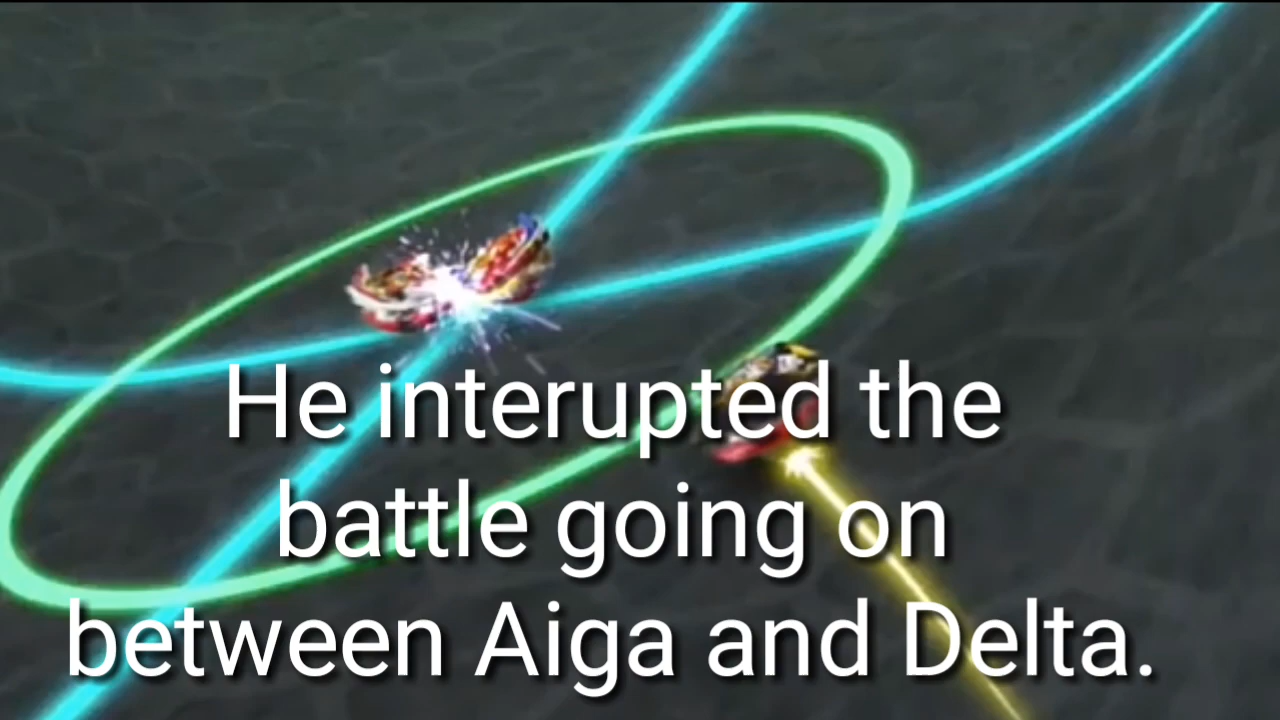 He interupted the
battle going on
between Aiga and Delta.